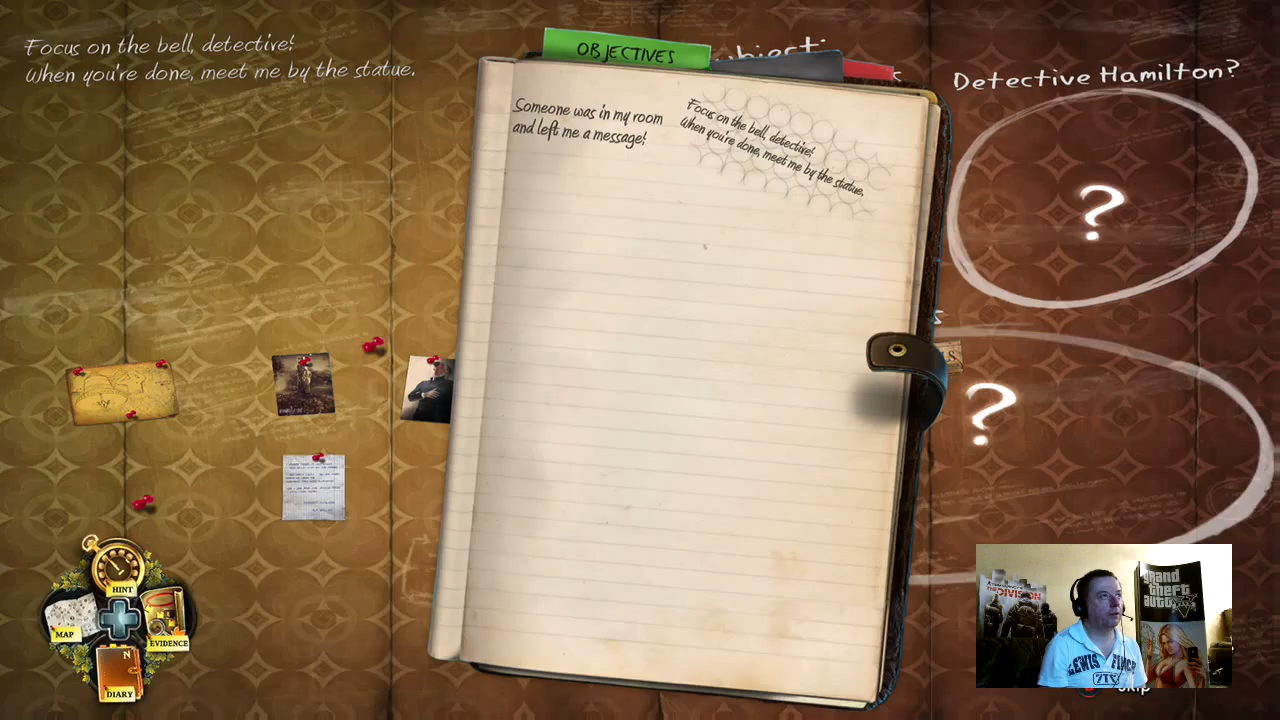 Focus on the bell, detective!
When you're done, meet me by the statue.
OBJECTIVES
Detective Hamilton?
Someone was in my room
and left me a message!
Focus on the bell, detective!
When you're done, meet me by the statue.
?
?
HINT
MAP
EVIDENCE
N
DIARY
THE DIVISION
grand
theft
auto V
LEWIS FINCH
Skip